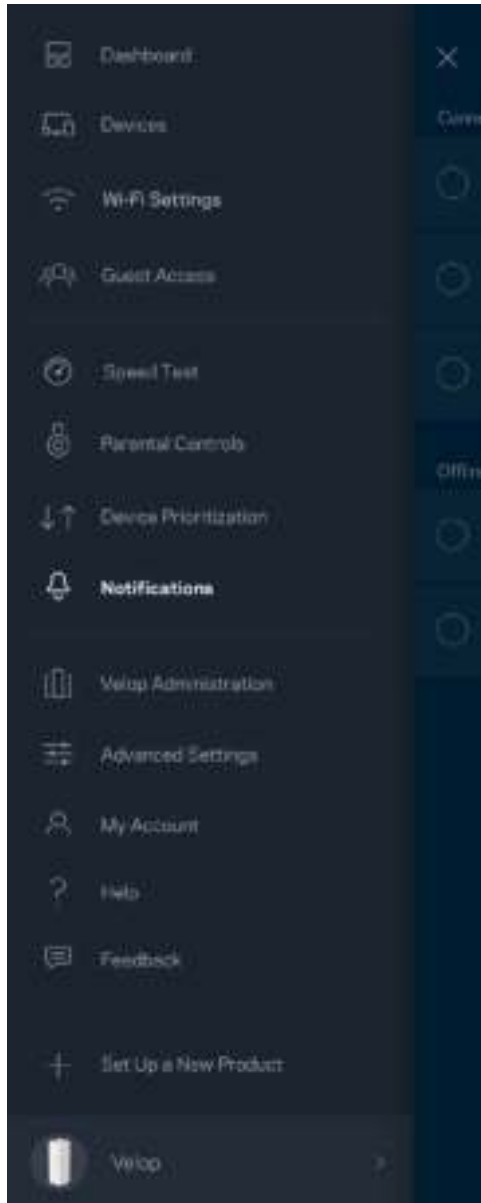 Dashboard
Devices
Wi-Fi Settings
Guest Access
Speed Test
Parental Controls
Device Prioritization
Notifications
Velop Administration
Advanced Settings
My Account
Help
Feedback
Set Up a New Product
Velop